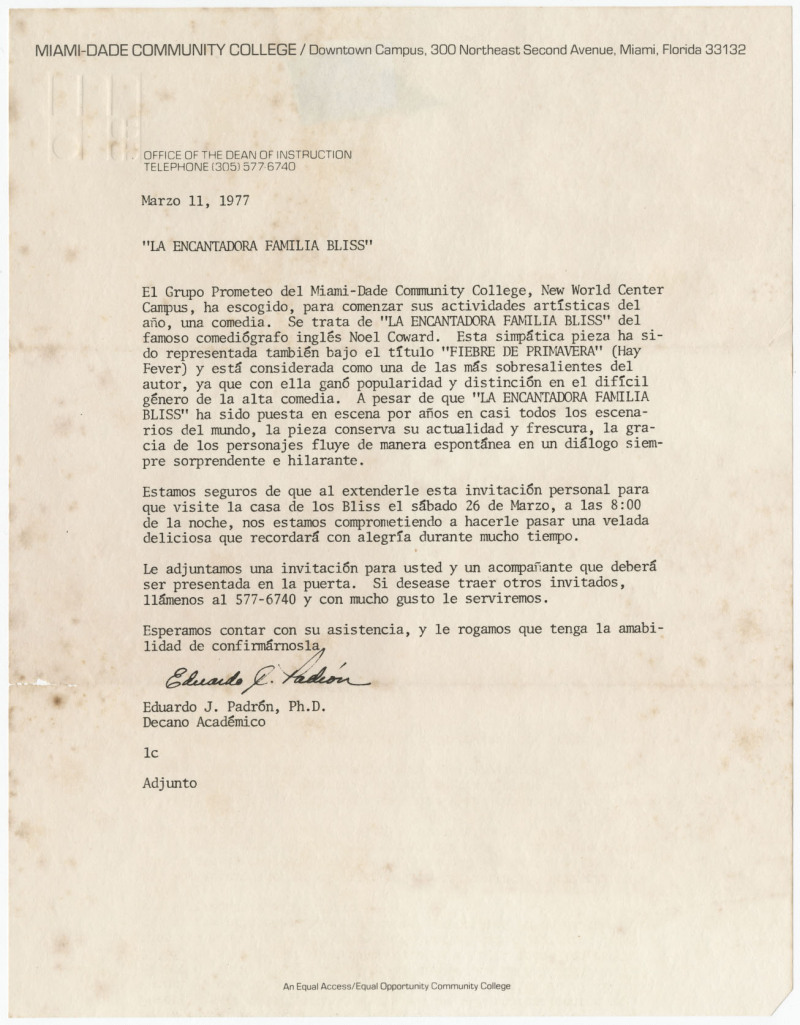 MIAMI-DADE COMMUNITY COLLEGE / Downtown Campus, 300 Northeast Second Avenue, Miami, Florida 33132
OFFICE OF THE DEAN OF INSTRUCTION
TELEPHONE (305) 577-6740
Marzo 11, 1977
"LA ENCANTADORA FAMILIA BLISS"
El Grupo Prometeo del Miami-Dade Community College, New World Center
Campus, ha escogido, para comenzar sus actividades artísticas del
año, una comedia. Se trata de "LA ENCANTADORA FAMILIA BLISS" del
famoso comediógrafo inglés Noel Coward. Esta simpática pieza ha si-
do representada también bajo el título "FIEBRE DE PRIMAVERA" (Hay
Fever) y está considerada como una de las más sobresalientes del
autor, ya que con ella ganó popularidad y distinción en el difícil
género de la alta comedia. A pesar de que "LA ENCANTADORA FAMILIA
BLISS" ha sido puesta en escena por años en casi todos los escena-
rios del mundo, la pieza conserva su actualidad y frescura, la gra-
cia de los personajes fluye de manera espontánea en un diálogo siem-
pre sorprendente e hilarante.
Estamos seguros de que al extenderle esta invitación personal para
que visite la casa de los Bliss el sábado 26 de Marzo, a las 8:00
de la noche, nos estamos comprometiendo a hacerle pasar una velada
deliciosa que recordará con alegría durante mucho tiempo.
Le adjuntamos una invitación para usted y un acompañante que deberá
ser presentada en la puerta. Si desease traer otros invitados,
llámenos al 577-6740 y con mucho gusto le serviremos.
Esperamos contar con su asistencia, y le rogamos que tenga la amabi-
lidad de confirmárnosla.
Eduardo J. Padrón
Eduardo J. Padrón, Ph.D.
Decano Académico
lc
Adjunto
An Equal Access/Equal Opportunity Community College